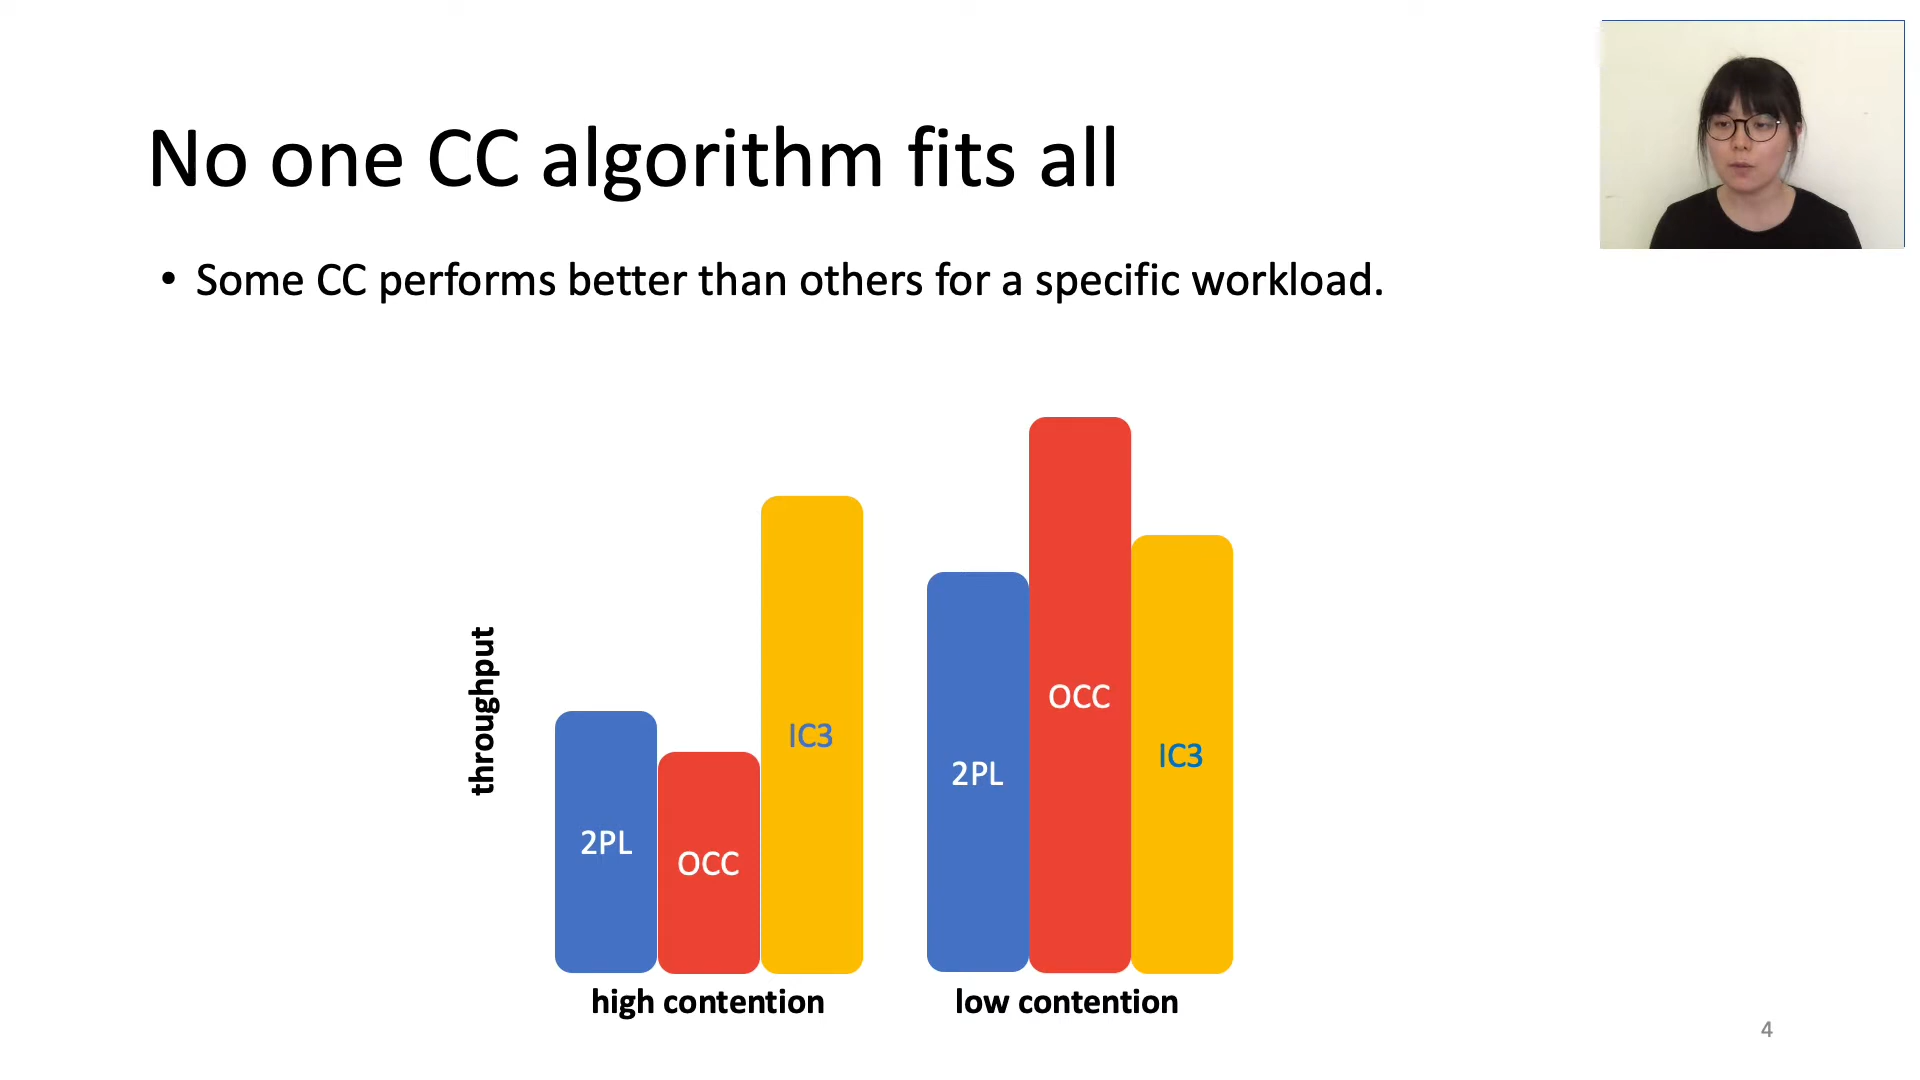 No one CC algorithm fits all
• Some CC performs better than others for a specific workload.
throughput
2PL
OCC
IC3
2PL
OCC
IC3
high contention
low contention
4